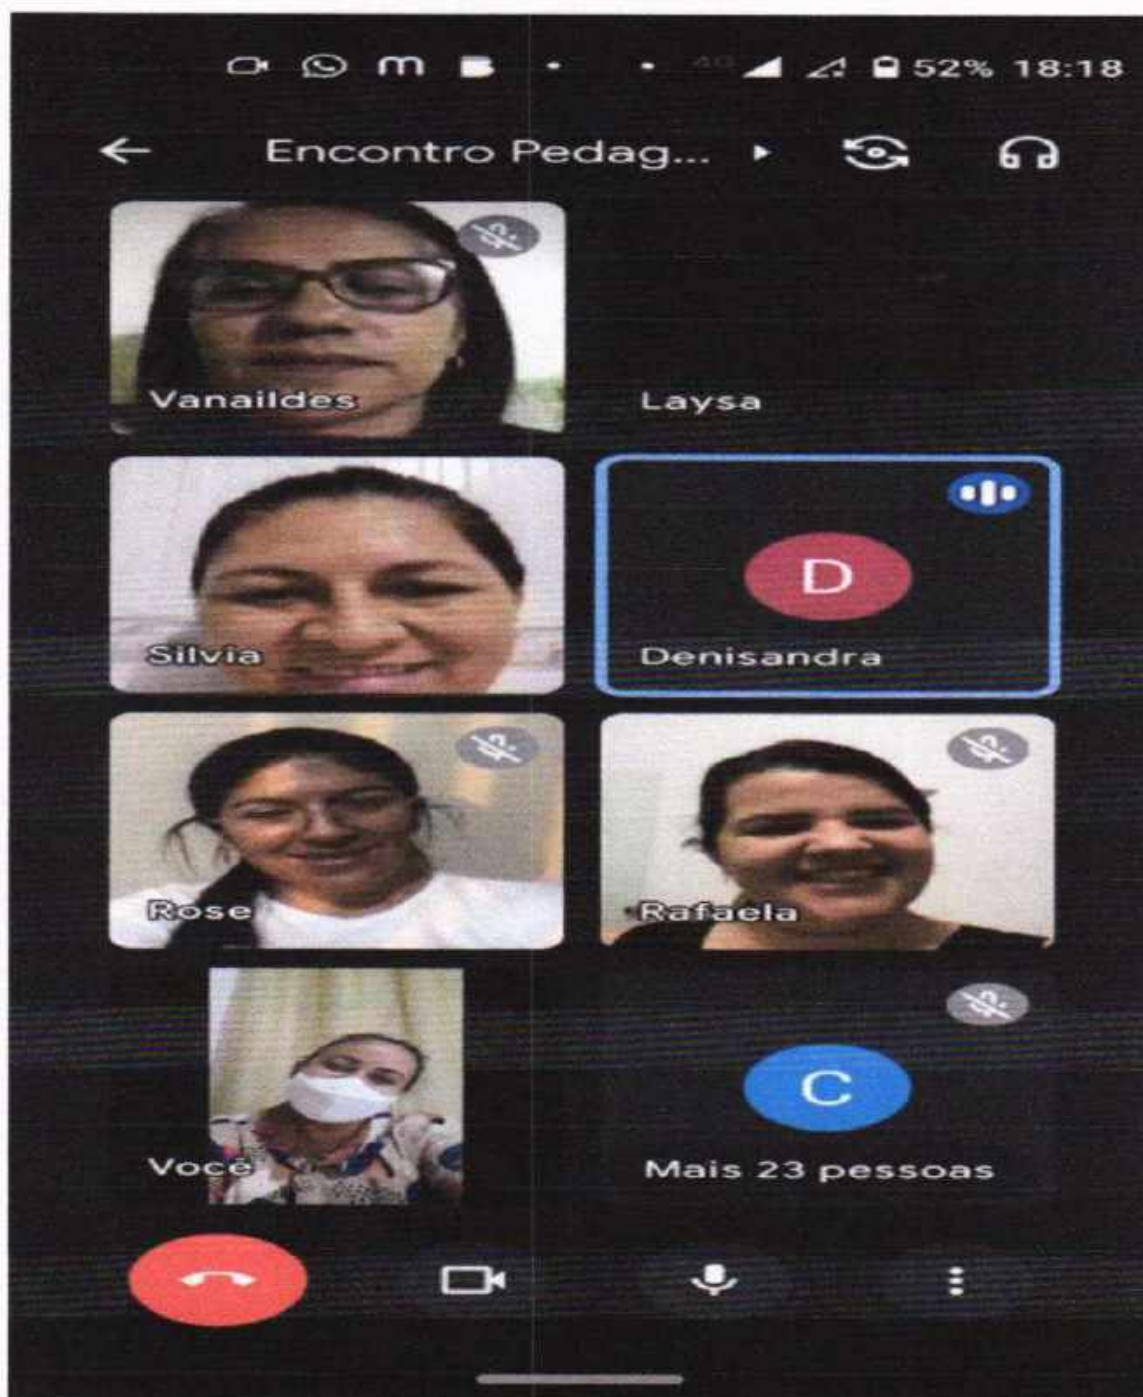 52% 18:18
Encontro Pedag...
Vanaildes
Laysa
Silvia
D
Denisandra
Rose
Rafaela
Você
C
Mais 23 pessoas